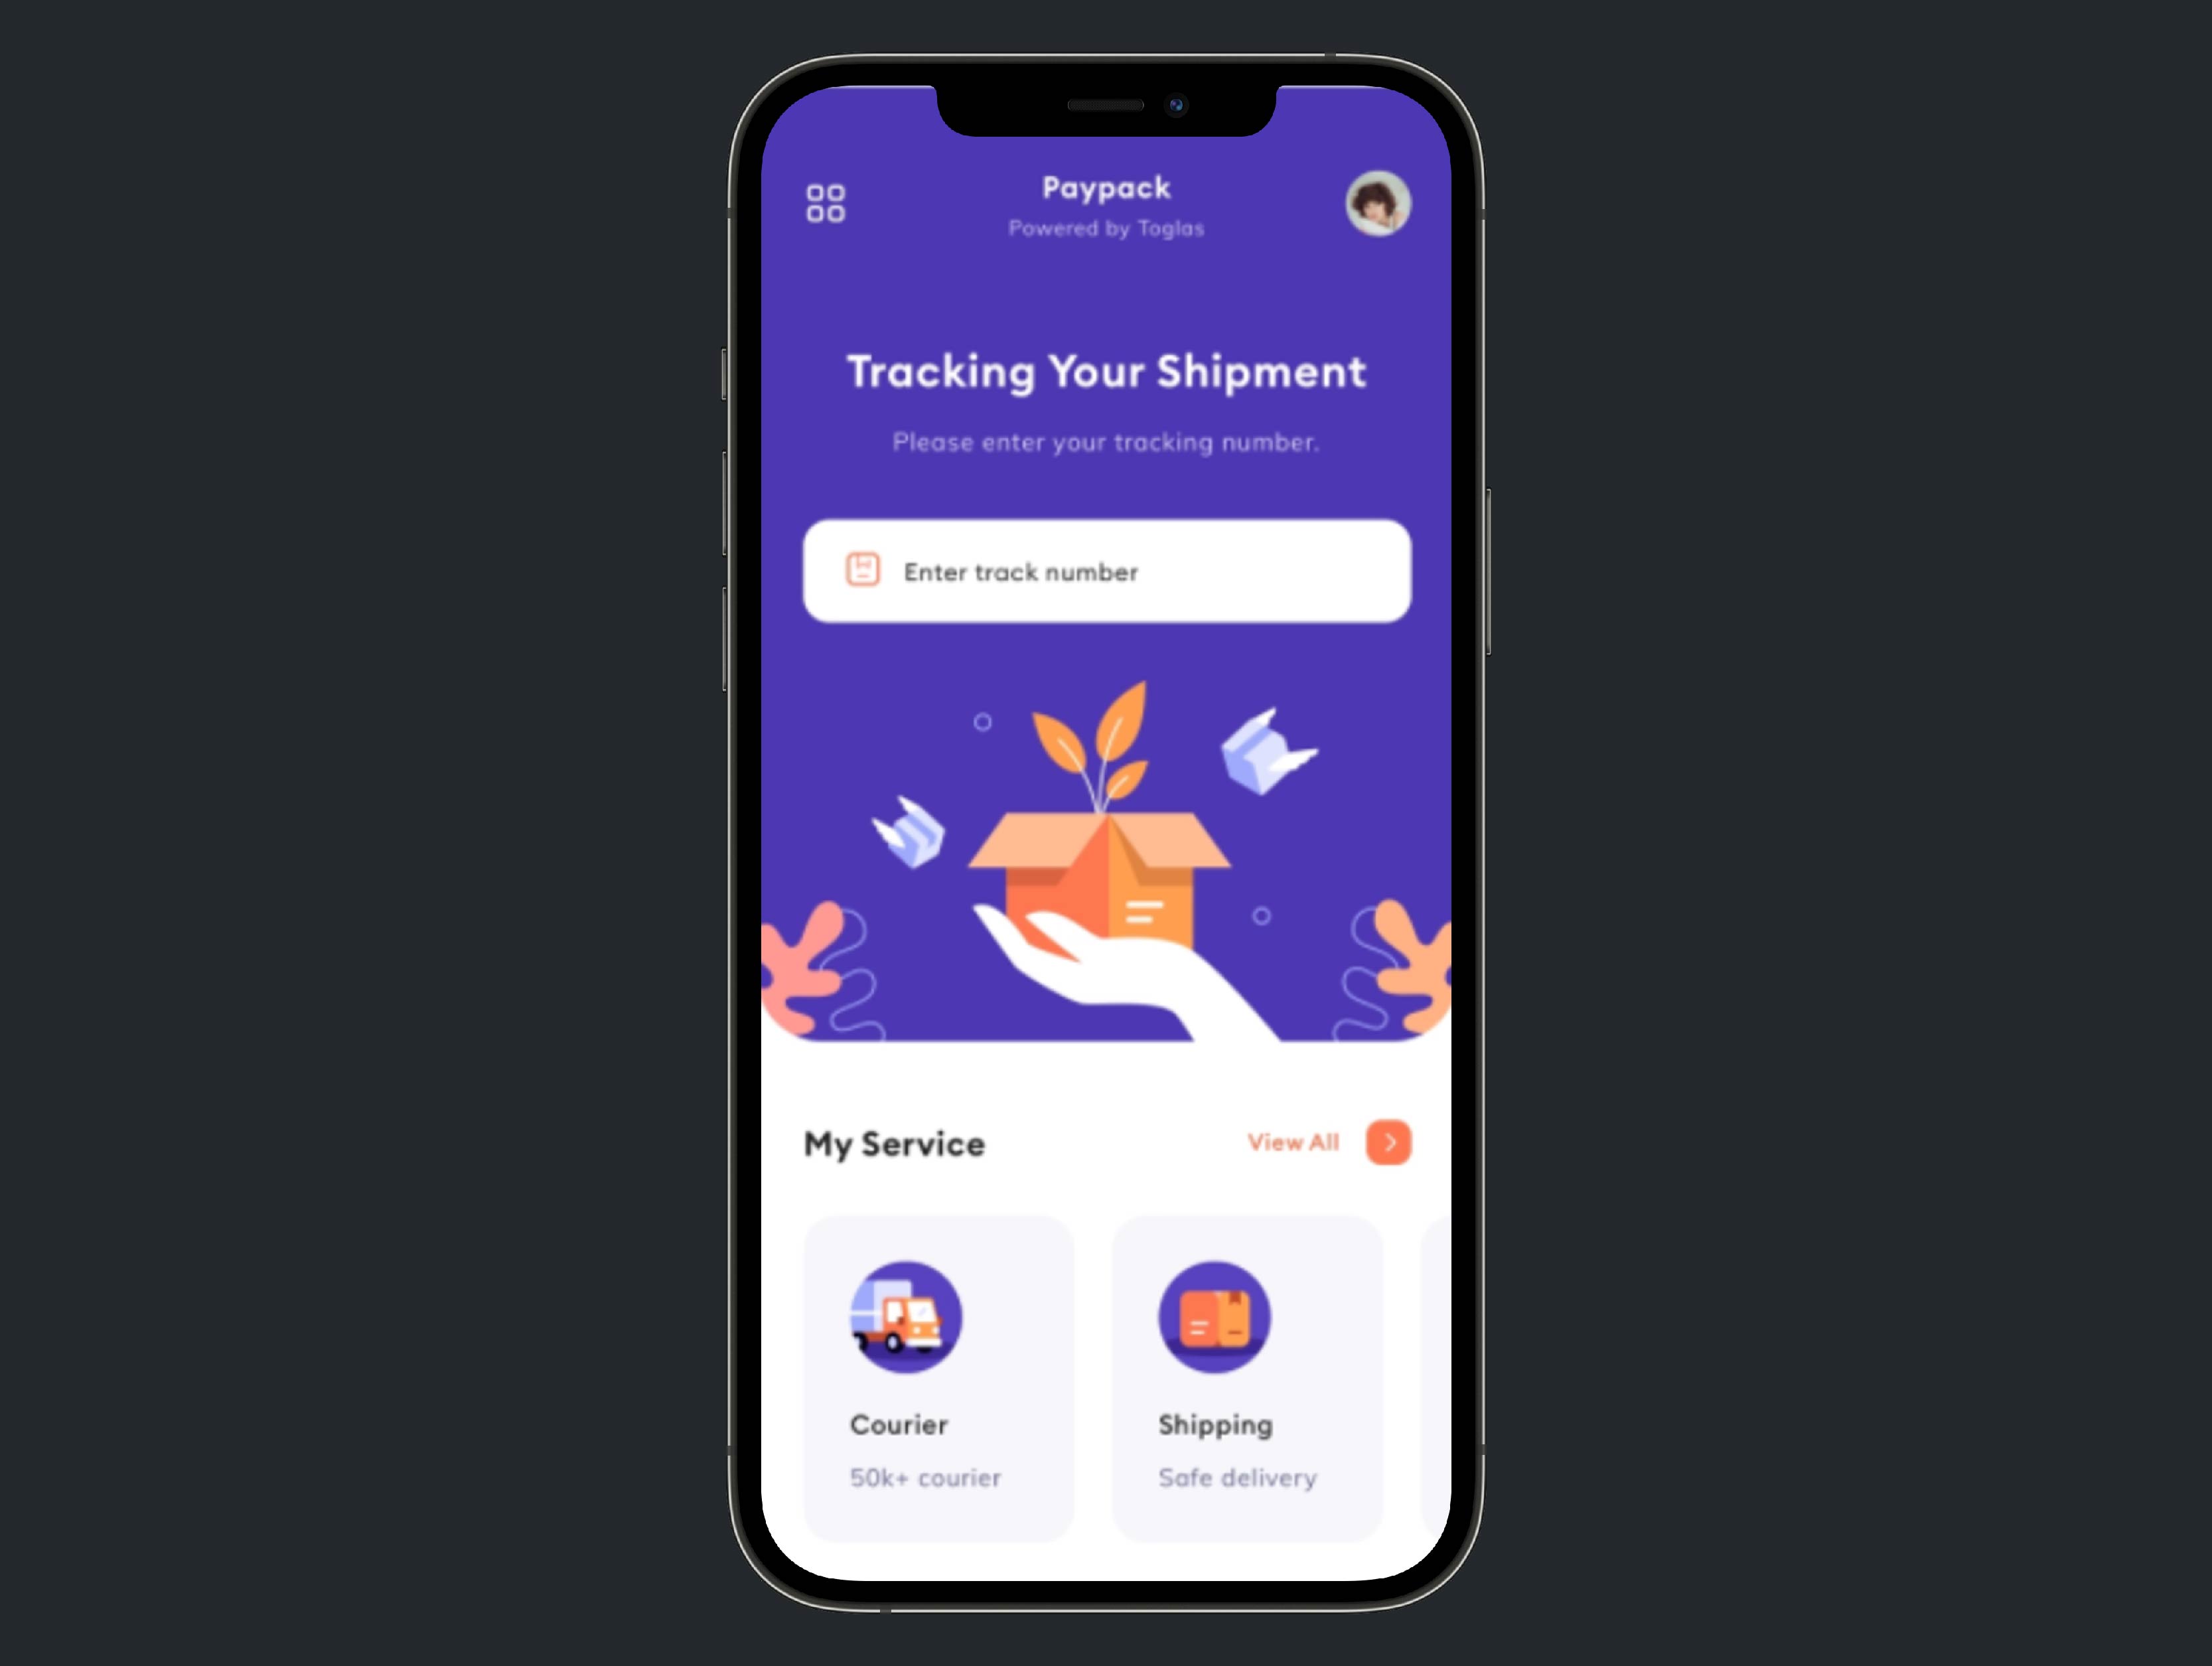 Paypack
Powered by Toglas
Tracking Your Shipment
Please enter your tracking number.
Enter track number
My Service
View All
Courier
50k+ courier
Shipping
Safe delivery